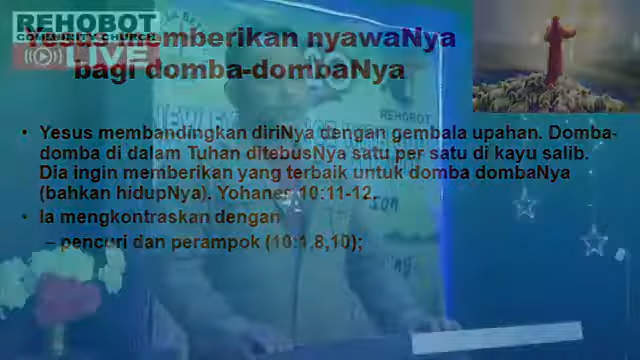 REHOBOT
COMMUNITY CHURCH
LIVE
Yesus memberikan nyawaNya
bagi domba-dombaNya
REHOBOT
• Yesus membandingkan diriNya dengan gembala upahan. Domba-
domba di dalam Tuhan ditebusNya satu per satu di kayu salib.
Dia ingin memberikan yang terbaik untuk domba dombaNya
(bahkan hidupNya). Yohanes 10:11-12.
• Ia mengkontraskan dengan
– pencuri dan perampok (10:1,8,10);